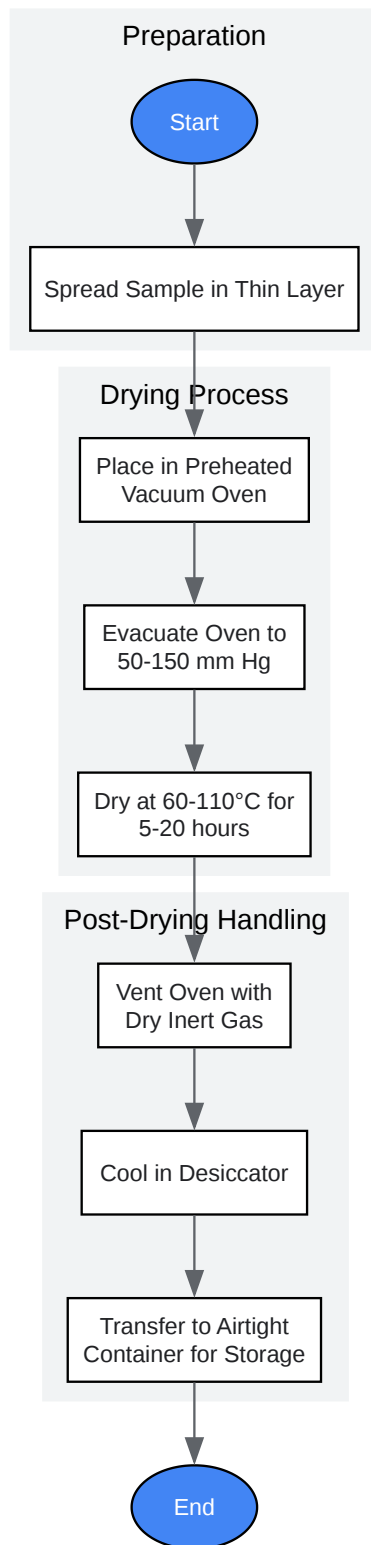 Preparation
Start
Spread Sample in Thin Layer
Drying Process
Place in Preheated
Vacuum Oven
Evacuate Oven to
50-150 mm Hg
Dry at 60-110°C for
5-20 hours
Post-Drying Handling
Vent Oven with
Dry Inert Gas
Cool in Desiccator
Transfer to Airtight
Container for Storage
End